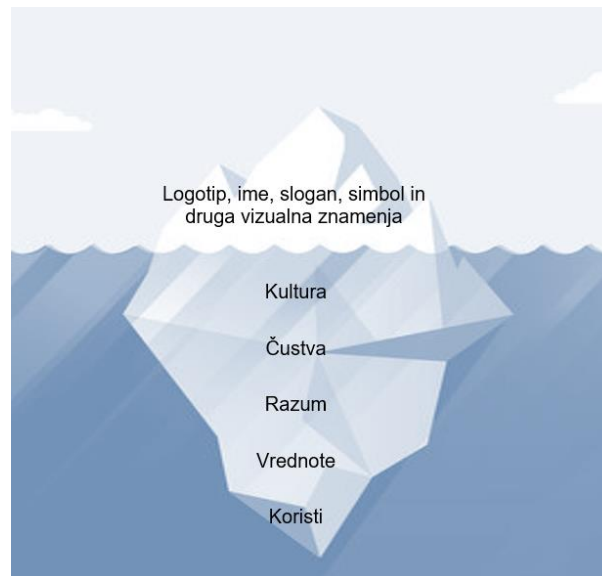 Logotip, ime, slogan, simbol in
druga vizualna znamenja
Kultura
Čustva
Razum
Vrednote
Koristi